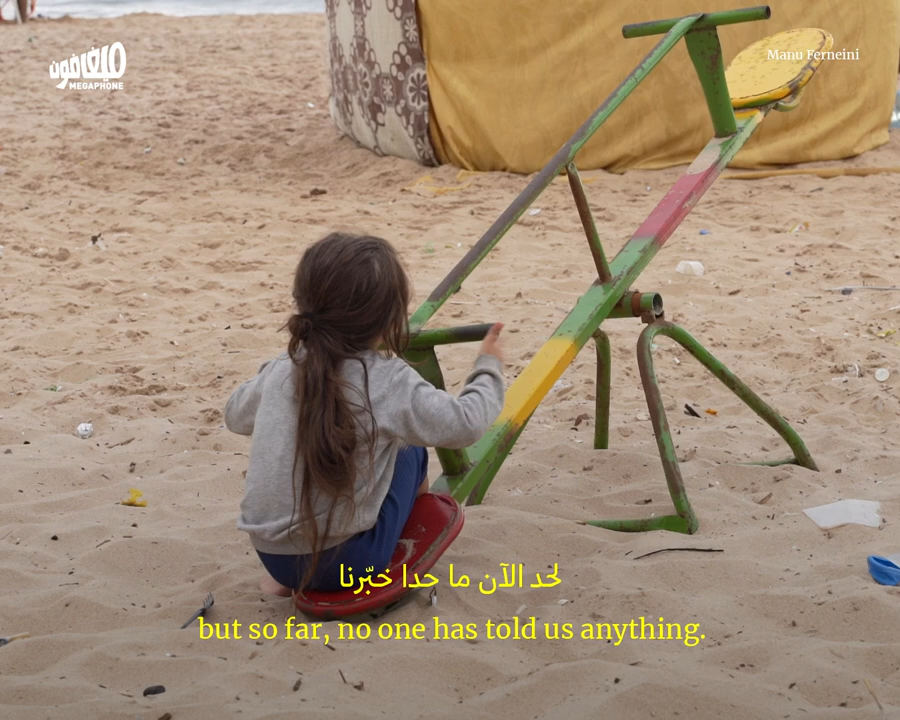 ميغافون
MEGAPHONE
Manu Ferneini
لحد الآن ما حدا خبّرنا
but so far, no one has told us anything.